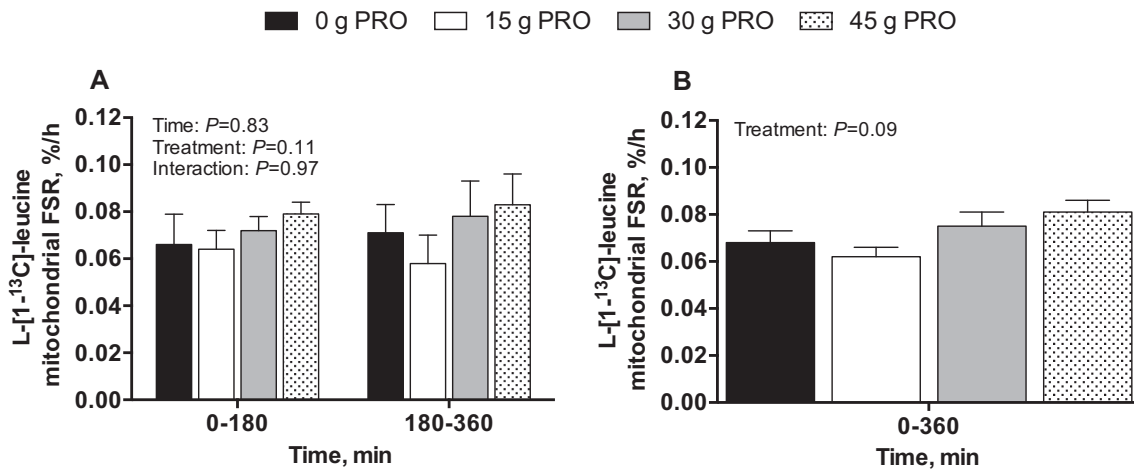 0 g PRO 15 g PRO 30 g PRO 45 g PRO
A
L-[1-¹³C]-leucine
mitochondrial FSR, %/h
0.12
0.10
0.08
0.06
0.04
0.02
0.00
Time: P=0.83
Treatment: P=0.11
Interaction: P=0.97
0-180 180-360
Time, min
B
L-[1-¹³C]-leucine
mitochondrial FSR, %/h
0.12
0.10
0.08
0.06
0.04
0.02
0.00
Treatment: P=0.09
0-360
Time, min